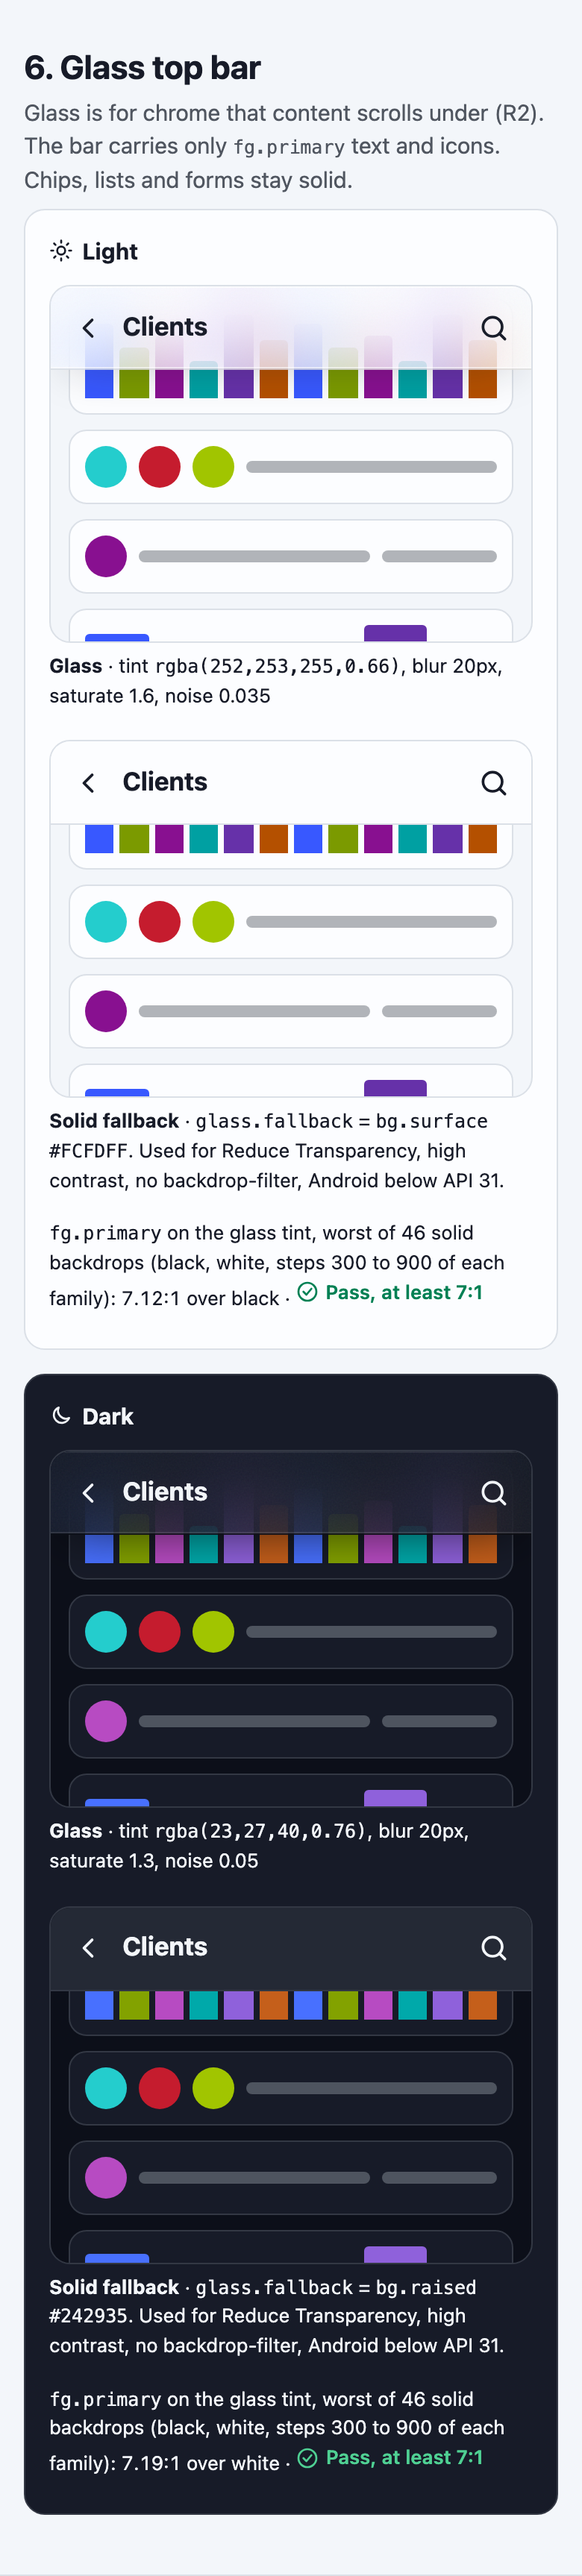 6. Glass top bar
Glass is for chrome that content scrolls under (R2).
The bar carries only fg.primary text and icons.
Chips, lists and forms stay solid.
Light
Clients
Glass · tint rgba(252,253,255,0.66), blur 20px,
saturate 1.6, noise 0.035
Clients
Solid fallback · glass.fallback = bg.surface
#FCFDFF. Used for Reduce Transparency, high
contrast, no backdrop-filter, Android below API 31.
fg.primary on the glass tint, worst of 46 solid
backdrops (black, white, steps 300 to 900 of each
family): 7.12:1 over black · Pass, at least 7:1
Dark
Clients
Glass · tint rgba(23,27,40,0.76), blur 20px,
saturate 1.3, noise 0.05
Clients
Solid fallback · glass.fallback = bg.raised
#242935. Used for Reduce Transparency, high
contrast, no backdrop-filter, Android below API 31.
fg.primary on the glass tint, worst of 46 solid
backdrops (black, white, steps 300 to 900 of each
family): 7.19:1 over white · Pass, at least 7:1